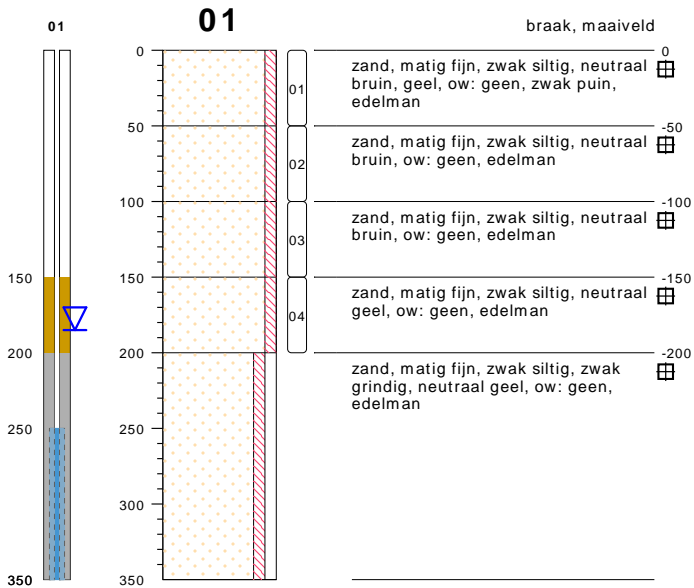 01
01
braak, maaiveld
0
0
01
zand, matig fijn, zwak siltig, neutraal
bruin, geel, ow: geen, zwak puin,
edelman
50
-50
02
zand, matig fijn, zwak siltig, neutraal
bruin, ow: geen, edelman
100
-100
03
zand, matig fijn, zwak siltig, neutraal
bruin, ow: geen, edelman
150
150
-150
04
zand, matig fijn, zwak siltig, neutraal
geel, ow: geen, edelman
200
200
-200
zand, matig fijn, zwak siltig, zwak
grindig, neutraal geel, ow: geen,
edelman
250
250
300
350
350